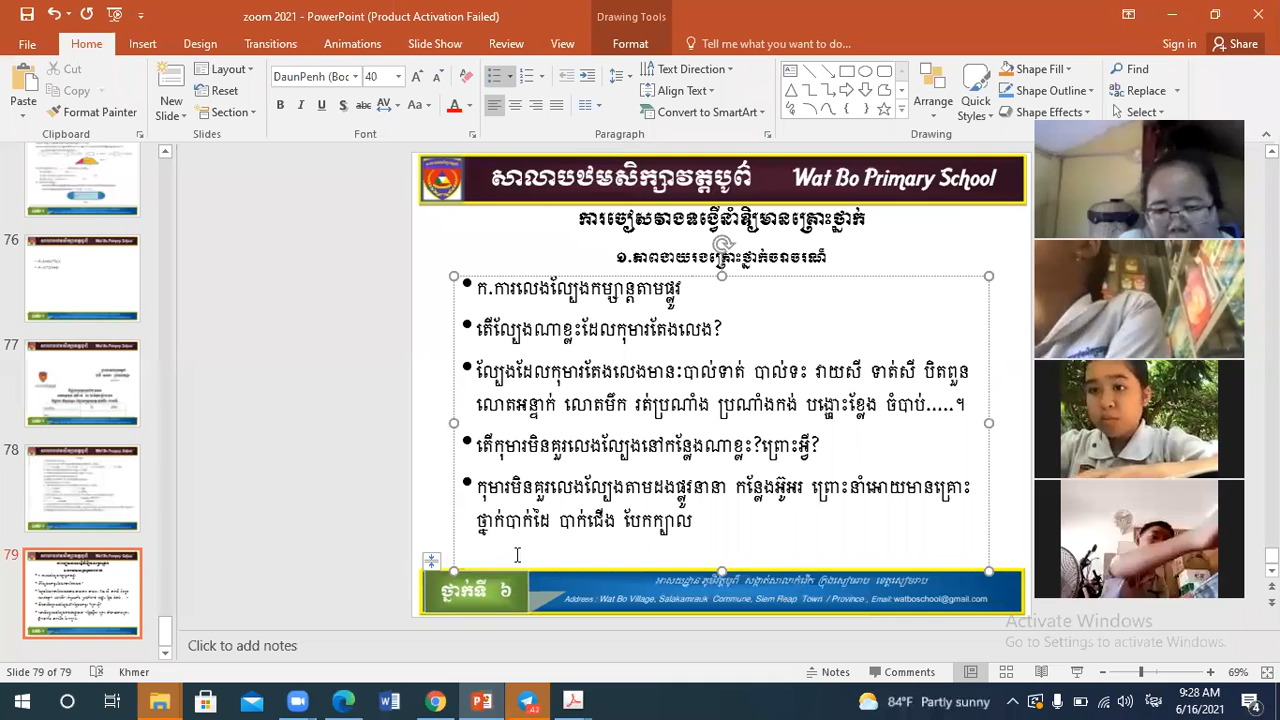 zoom 2021 - PowerPoint (Product Activation Failed)
Drawing Tools
File Home Insert Design Transitions Animations Slide Show Review View Format Tell me what you want to do... Sign in Share
Paste Cut Copy Format Painter
New Slide Layout Reset Section
DaunPenh (Boc 40
Text Direction Align Text Convert to SmartArt
Arrange Quick Styles Shape Fill Shape Outline Shape Effects
Find Replace Select
Clipboard Slides Font Paragraph Drawing Editing
76
77
78
79
សាលាបឋមសិក្សាវត្តបូព៌ Wat Bo Primary School
ការចៀសវាងទង្វើនាំឱ្យមានគ្រោះថ្នាក់
ក.ការលេងល្បែងកម្សាន្តតាមផ្លូវ
តើល្បែងណាខ្លះដែលកុមារតែងលេង?
ល្បែងដែលកុមារតែងលេងមានៈបាល់ទាត់ បាល់ទះ វាយសី ទាត់សី បិតពួន
លោតមឹក រត់ប្រណាំង ប្រណាំងកង់ បង្ហោះខ្លែង ចំបាប់.....។
តើកុមារមិនគួរលេងល្បែងនៅកន្លែងណាខ្លះ?ព្រោះអ្វី?
កុមារមិនគួរលេងល្បែងតាមដងផ្លូវនានា កន្លែងអ៊ូអរ ព្រោះនាំអោយមានគ្រោះ
ថ្នាក់បាក់ដៃ បាក់ជើង បែកក្បាល
ថ្នាក់ទី
Address : Wat Bo Village, Salakamraeuk Commune, Siem Reap Town / Province , Email: watboschool@gmail.com
Activate Windows
Go to Settings to activate Windows.
Click to add notes
Slide 79 of 79 Khmer Notes Comments 69%
84°F Partly sunny 9:28 AM
6/16/2021
42